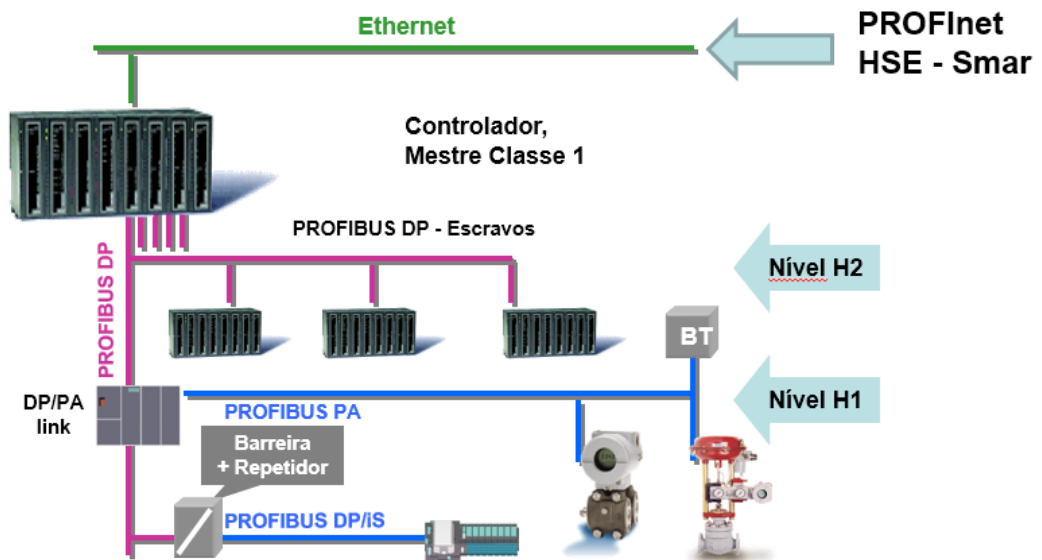 Ethernet
PROFInet
HSE - Smar
Controlador,
Mestre Classe 1
PROFIBUS DP - Escravos
PROFIBUS DP
Nível H2
BT
DP/PA
link
PROFIBUS PA
Nível H1
Barreira
+ Repetidor
PROFIBUS DP/iS